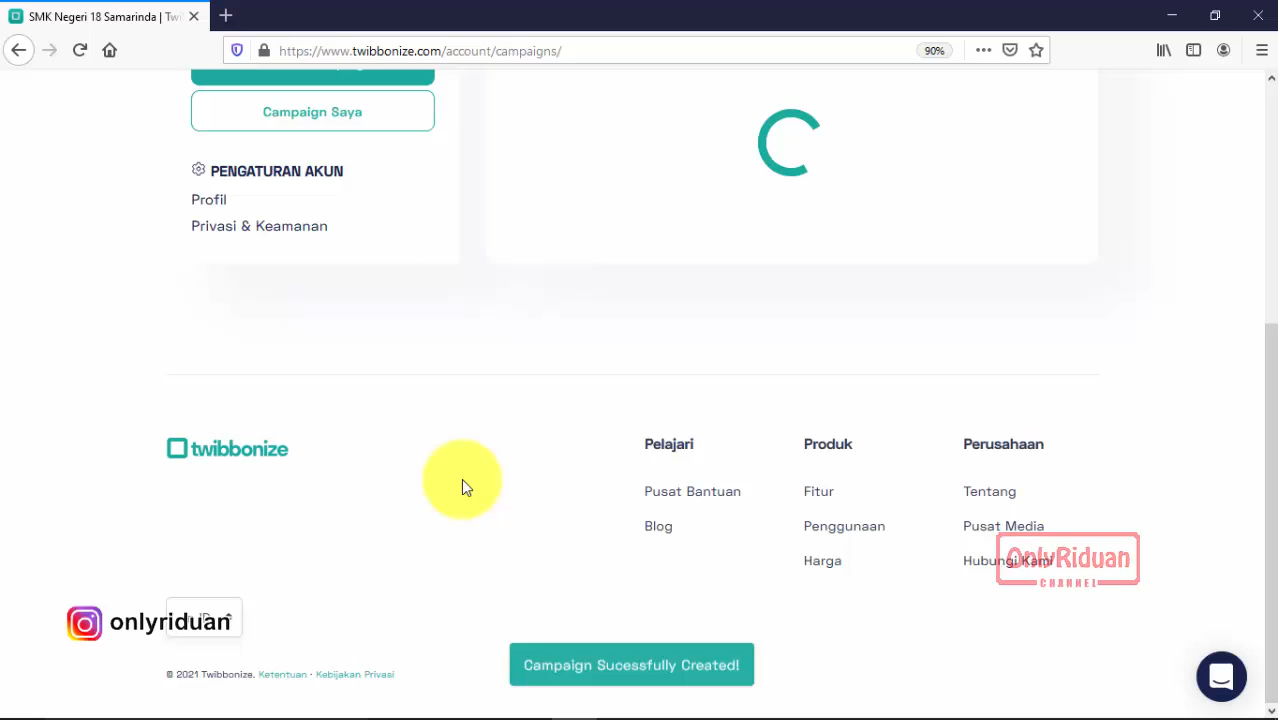 SMK Negeri 18 Samarinda | Twi
https://www.twibbonize.com/account/campaigns/
90%
Campaign Saya
PENGATURAN AKUN
Profil
Privasi & Keamanan
twibbonize
Pelajari
Produk
Perusahaan
Pusat Bantuan
Fitur
Tentang
Blog
Penggunaan
Pusat Media
Harga
Hubungi Kami
OnlyRiduan
CHANNEL
onlyriduan
Campaign Sucessfully Created!
© 2021 Twibbonize. Ketentuan · Kebijakan Privasi